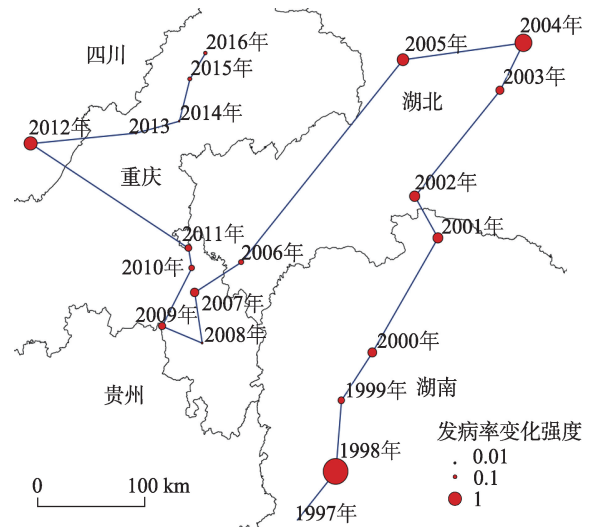 2004年
2005年
2016年
四川
2015年
2003年
湖北
2014年
2012年
2013
重庆
2002年
2001年
2011年
2006年
2010年
2007年
2009年
2008年
2000年
贵州
1999年
湖南
发病率变化强度
1998年
0.01
0.1
0
100 km
1
1997年